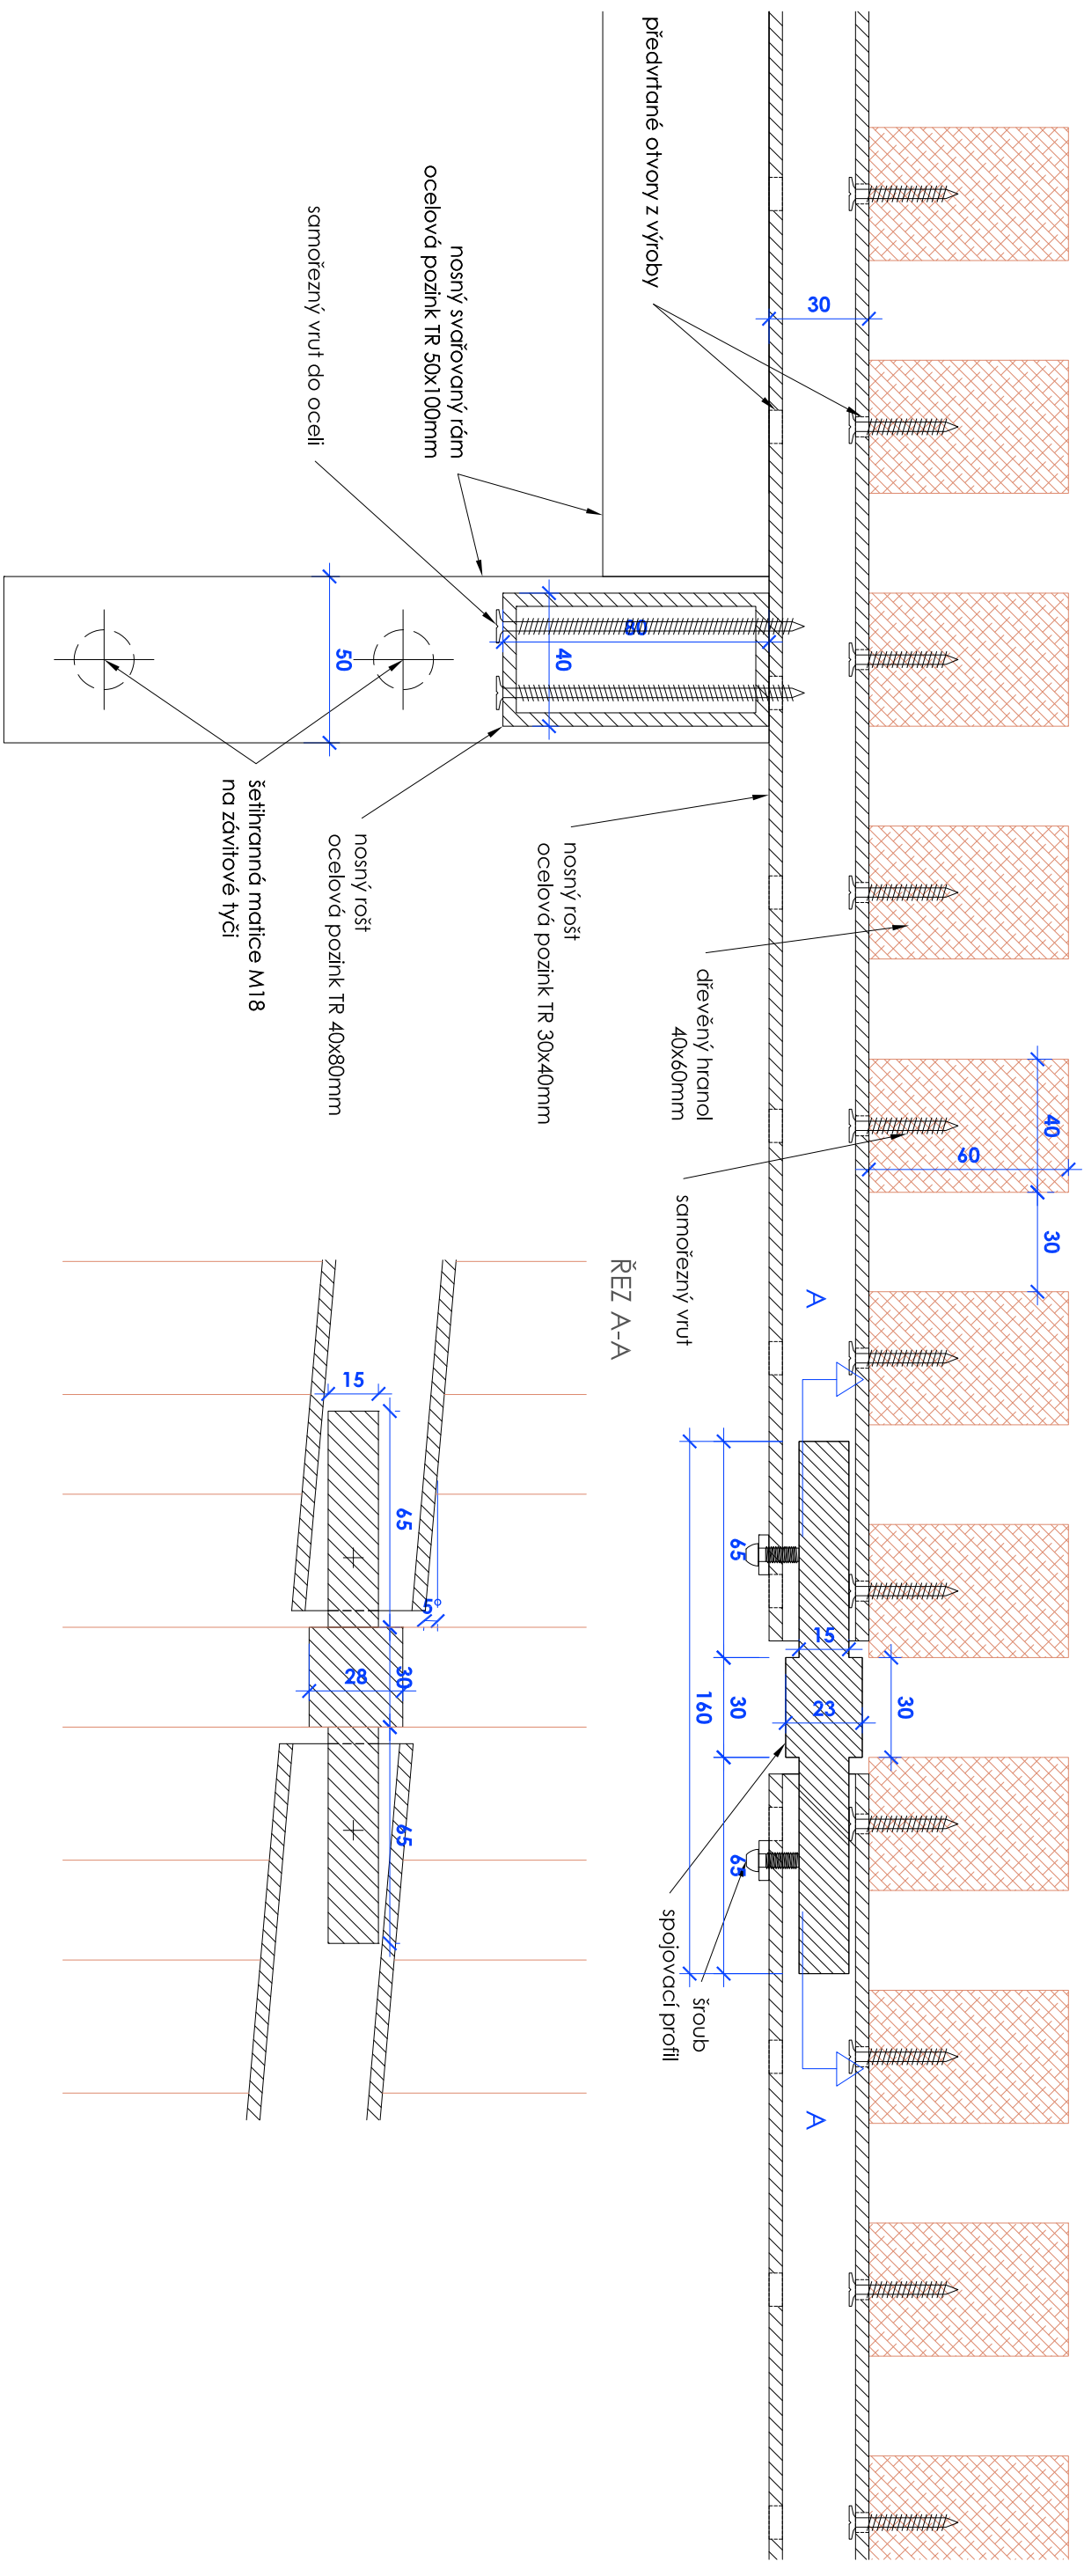 předvrtané otvory z výroby
30
nosný svařovaný rám
ocelová pozink TR 50x100mm
samořezný vrut do oceli
80
40
50
šetihranná matice M18
na závitové tyči
nosný rošt
ocelová pozink TR 40x80mm
nosný rošt
ocelová pozink TR 30x40mm
dřevěný hranol
40x60mm
samořezný vrut
40
60
30
A
65
15
30
160
23
30
65
šroub
spojovací profil
A
ŘEZ A-A
15
65
5°
28
30
65